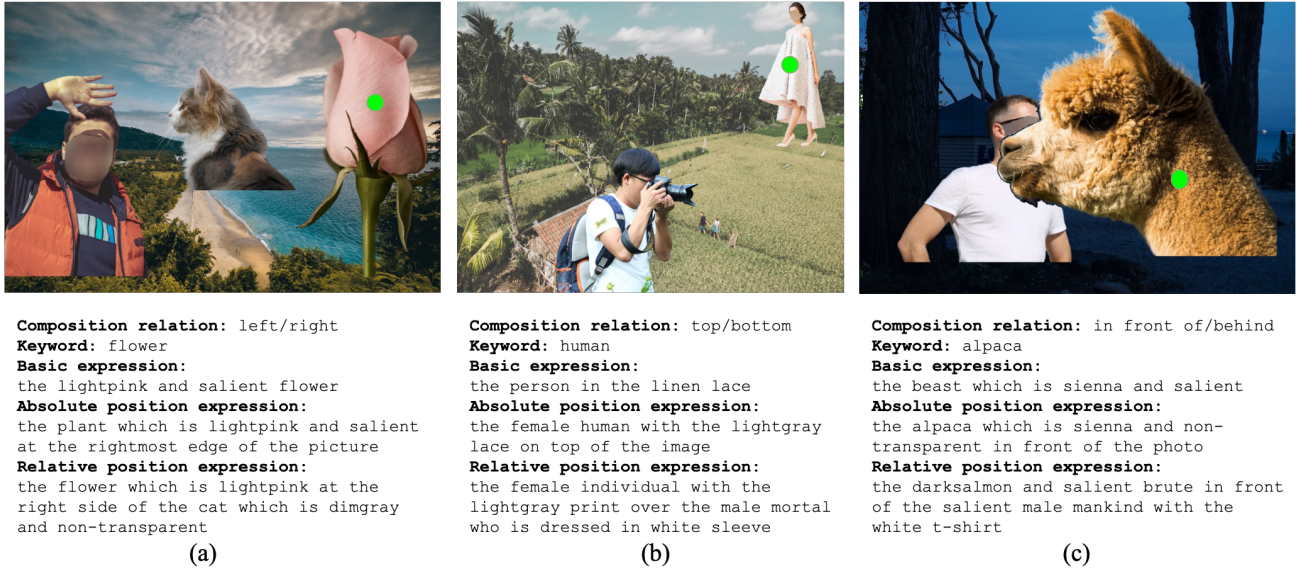 Composition relation: left/right
Keyword: flower
Basic expression:
the lightpink and salient flower
Absolute position expression:
the plant which is lightpink and salient
at the rightmost edge of the picture
Relative position expression:
the flower which is lightpink at the
right side of the cat which is dimgray
and non-transparent
(a)
Composition relation: top/bottom
Keyword: human
Basic expression:
the person in the linen lace
Absolute position expression:
the female human with the lightgray
lace on top of the image
Relative position expression:
the female individual with the
lightgray print over the male mortal
who is dressed in white sleeve
(b)
Composition relation: in front of/behind
Keyword: alpaca
Basic expression:
the beast which is sienna and salient
Absolute position expression:
the alpaca which is sienna and non-
transparent in front of the photo
Relative position expression:
the darksalmon and salient brute in front
of the salient male mankind with the
white t-shirt
(c)